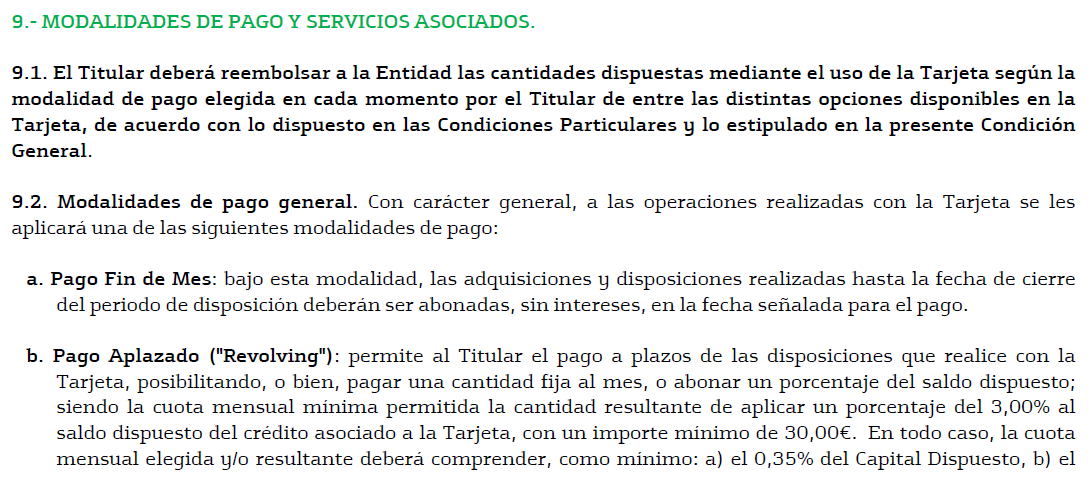 9.- MODALIDADES DE PAGO Y SERVICIOS ASOCIADOS.
9.1. El Titular deberá reembolsar a la Entidad las cantidades dispuestas mediante el uso de la Tarjeta según la
modalidad de pago elegida en cada momento por el Titular de entre las distintas opciones disponibles en la
Tarjeta, de acuerdo con lo dispuesto en las Condiciones Particulares y lo estipulado en la presente Condición
General.
9.2. Modalidades de pago general. Con carácter general, a las operaciones realizadas con la Tarjeta se les
aplicará una de las siguientes modalidades de pago:
a. Pago Fin de Mes: bajo esta modalidad, las adquisiciones y disposiciones realizadas hasta la fecha de cierre
del periodo de disposición deberán ser abonadas, sin intereses, en la fecha señalada para el pago.
b. Pago Aplazado ("Revolving"): permite al Titular el pago a plazos de las disposiciones que realice con la
Tarjeta, posibilitando, o bien, pagar una cantidad fija al mes, o abonar un porcentaje del saldo dispuesto;
siendo la cuota mensual mínima permitida la cantidad resultante de aplicar un porcentaje del 3,00% al
saldo dispuesto del crédito asociado a la Tarjeta, con un importe mínimo de 30,00€. En todo caso, la cuota
mensual elegida y/o resultante deberá comprender, como mínimo: a) el 0,35% del Capital Dispuesto, b) el